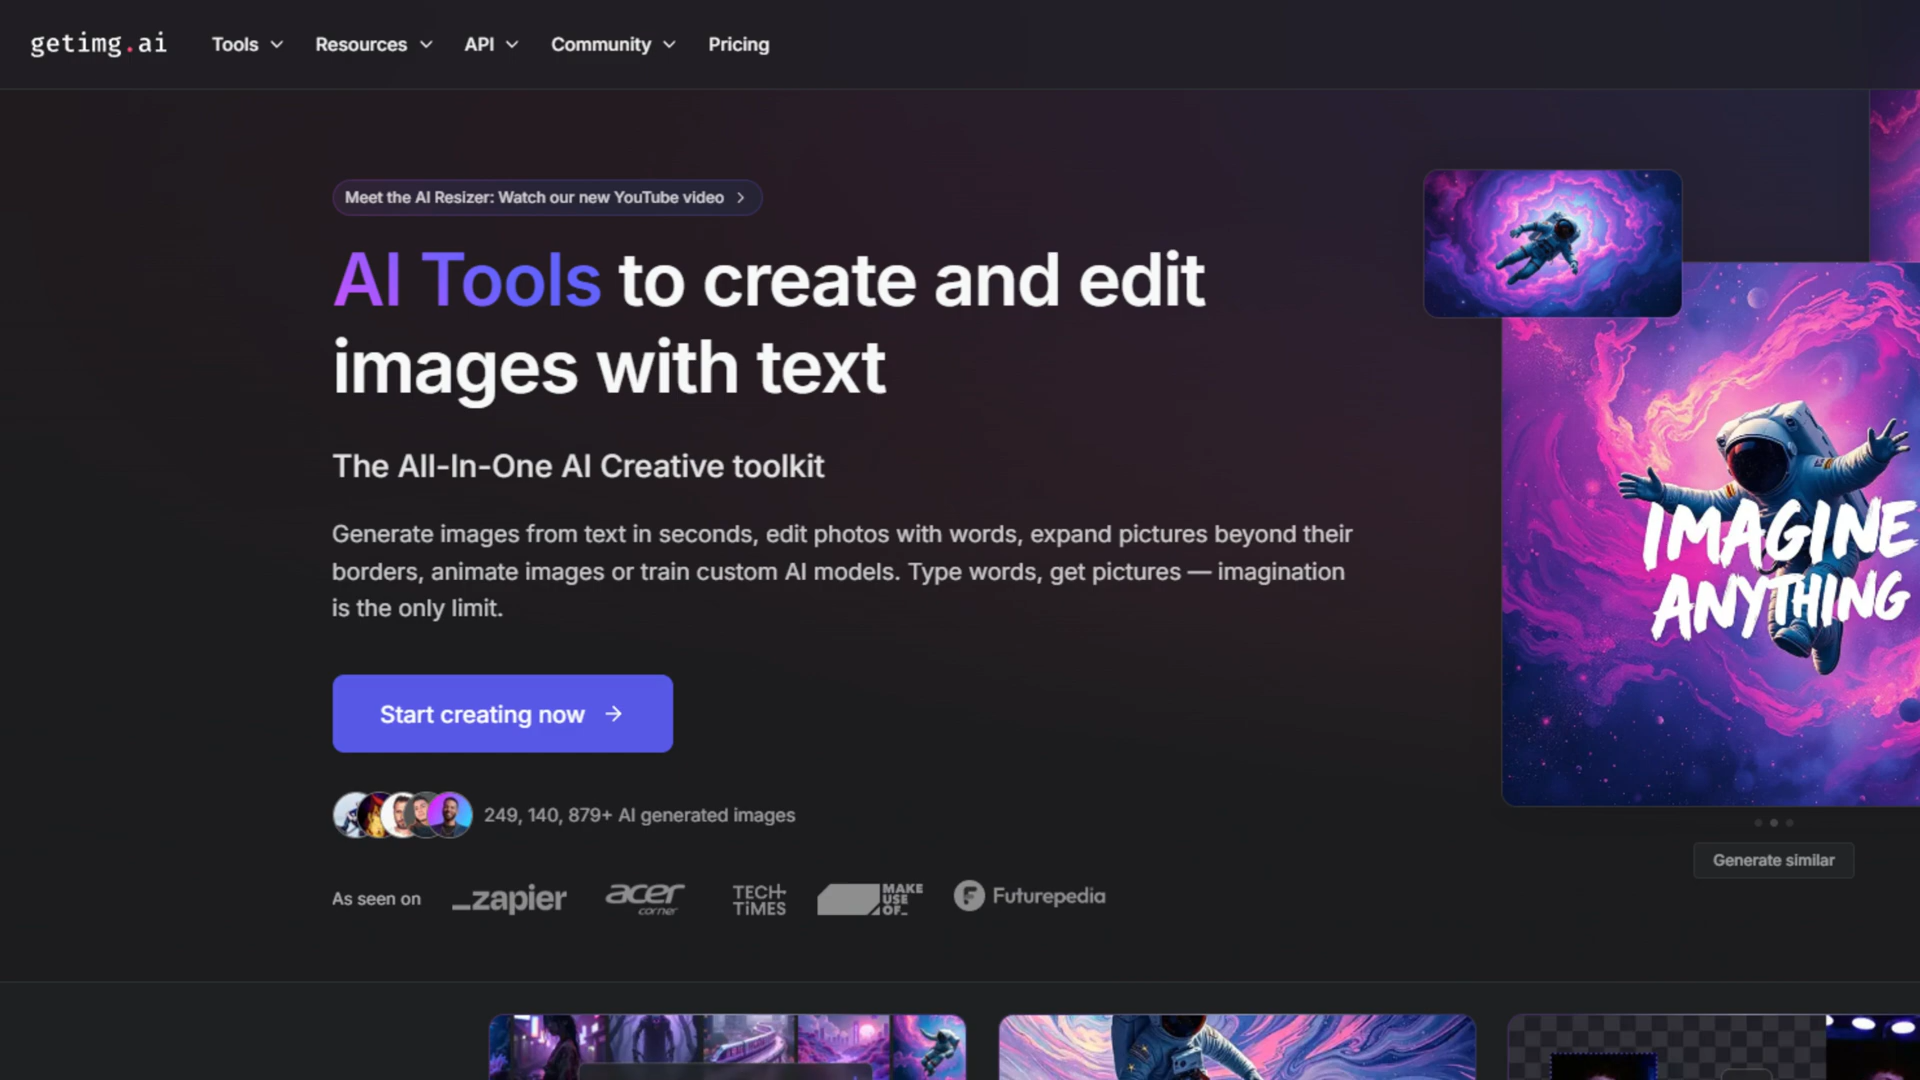 getimg.ai Tools Resources API Community Pricing
Meet the AI Resizer: Watch our new YouTube video
AI Tools to create and edit
images with text
The All-In-One AI Creative toolkit
Generate images from text in seconds, edit photos with words, expand pictures beyond their
borders, animate images or train custom AI models. Type words, get pictures — imagination
is the only limit.
Start creating now
249, 140, 879+ AI generated images
As seen on
_zapier
acer
corner
TECH
TiMES
MAKE
USE
OF_
Futurepedia
IMAGINE
ANYTHING
Generate similar